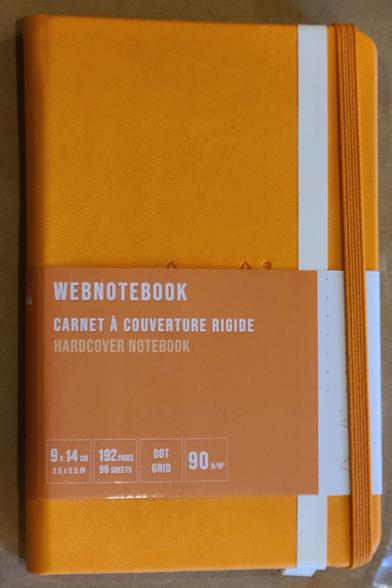 WEBNOTEBOOK
CARNET À COUVERTURE RIGIDE
HARDCOVER NOTEBOOK
9 X 14 CM
3.5 X 5.5 IN
192 PAGES
96 SHEETS
DOT
GRID
90 G/M²